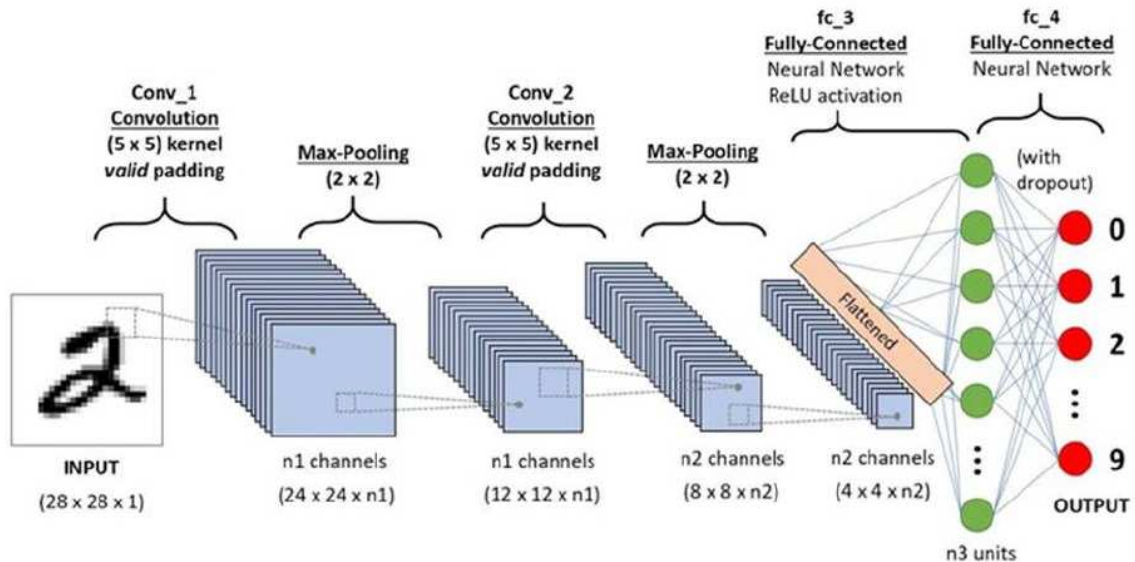 fc_3
Fully-Connected
Neural Network
ReLU activation
fc_4
Fully-Connected
Neural Network
Conv_1
Convolution
(5 x 5) kernel
valid padding
Max-Pooling
(2 x 2)
Conv_2
Convolution
(5 x 5) kernel
valid padding
Max-Pooling
(2 x 2)
(with
dropout)
Flattened
0
1
2
9
INPUT
(28 x 28 x 1)
n1 channels
(24 x 24 x n1)
n1 channels
(12 x 12 x n1)
n2 channels
(8 x 8 x n2)
n2 channels
(4 x 4 x n2)
OUTPUT
n3 units
2